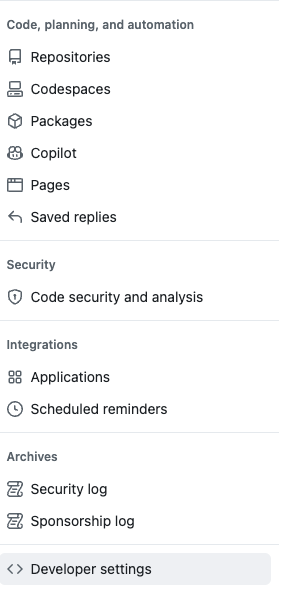 Code, planning, and automation
Repositories
Codespaces
Packages
Copilot
Pages
Saved replies
Security
Code security and analysis
Integrations
Applications
Scheduled reminders
Archives
Security log
Sponsorship log
Developer settings